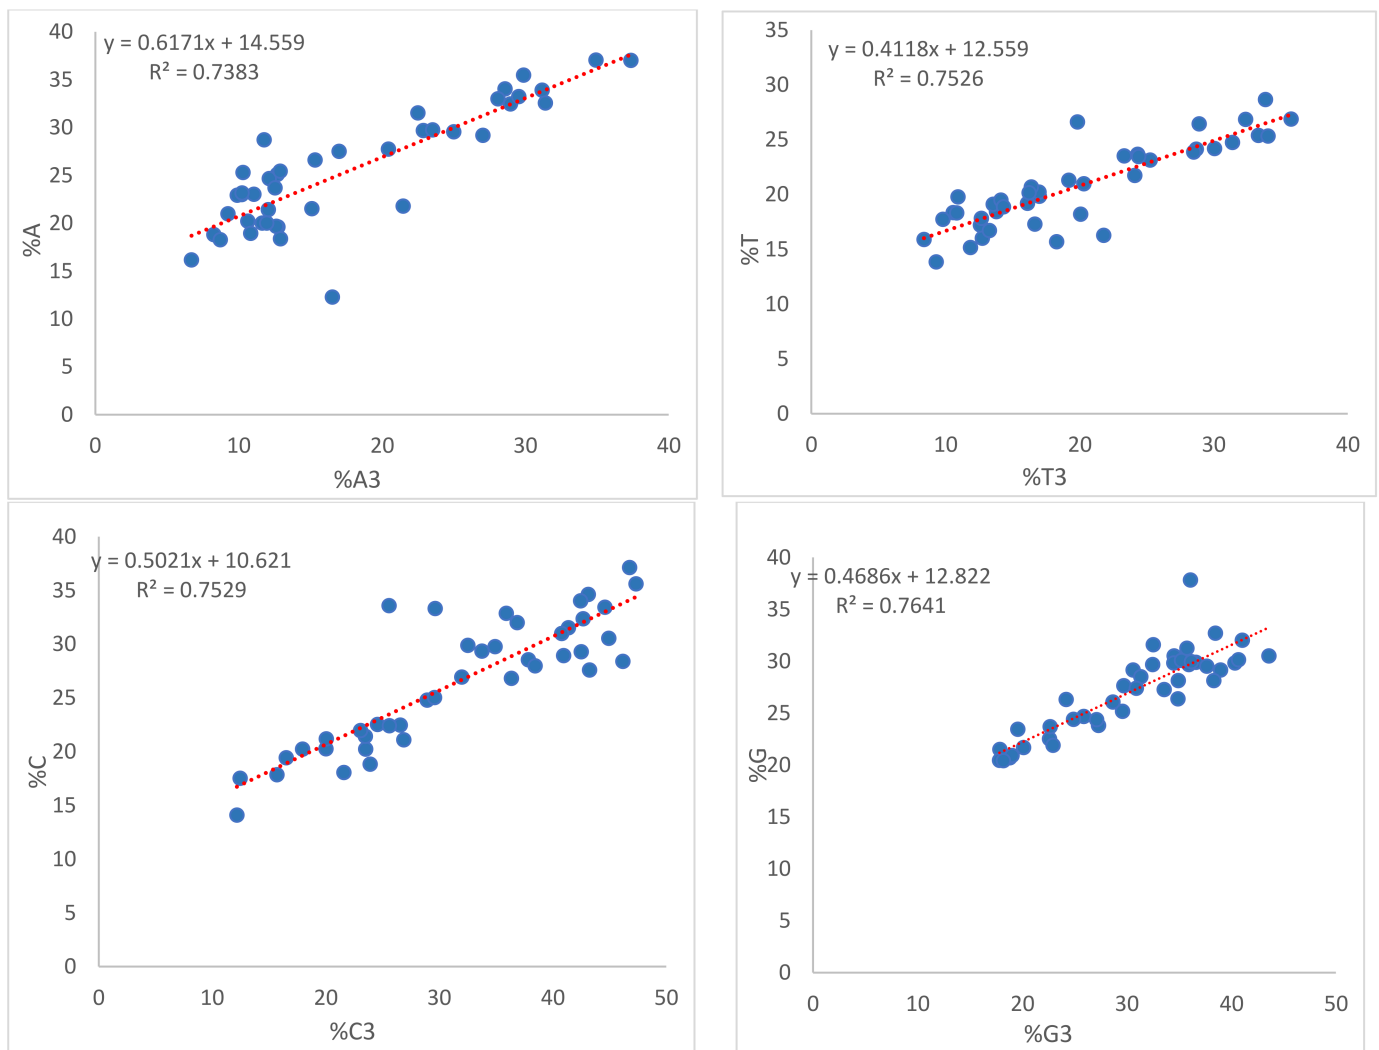 y = 0.6171x + 14.559
R² = 0.7383
40
35
30
25
20
15
10
5
0
%A
0 10 20 30 40
%A3
y = 0.4118x + 12.559
R² = 0.7526
35
30
25
20
15
10
5
0
%T
0 10 20 30 40
%T3
y = 0.5021x + 10.621
R² = 0.7529
40
35
30
25
20
15
10
5
0
%C
0 10 20 30 40 50
%C3
y = 0.4686x + 12.822
R² = 0.7641
40
35
30
25
20
15
10
5
0
%G
0 10 20 30 40 50
%G3